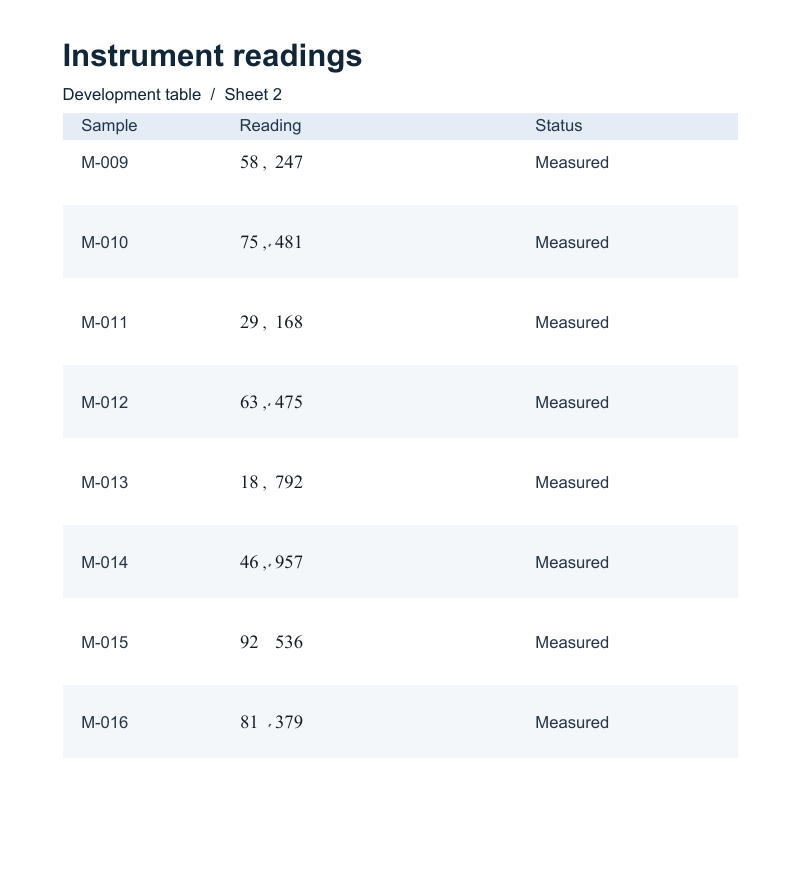 Instrument readings
Development table / Sheet 2
Sample Reading Status
M-009 58 , 247 Measured
M-010 75 , 481 Measured
M-011 29 , 168 Measured
M-012 63 , 475 Measured
M-013 18 , 792 Measured
M-014 46 , 957 Measured
M-015 92 536 Measured
M-016 81 379 Measured